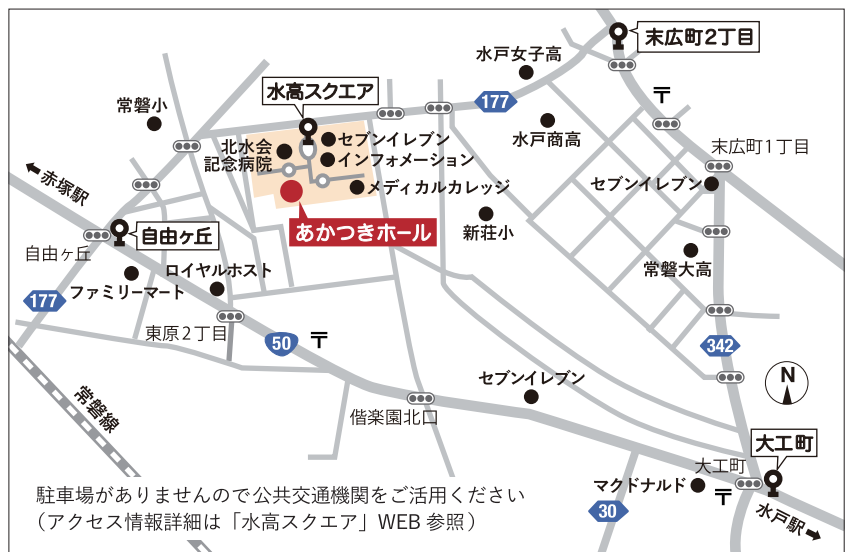 末広町2丁目
水戸女子高
〒
水高スクエア
177
常磐小
水戸商高
セブンイレブン
北水会
記念病院
インフォメーション
末広町1丁目
メディカルカレッジ
セブンイレブン
赤塚駅
新荘小
あかつきホール
自由ヶ丘
自由ヶ丘
常磐大高
ロイヤルホスト
177
ファミリーマート
東原2丁目
50
〒
342
セブンイレブン
N
常磐線
偕楽園北口
大工町
大工町
マクドナルド
〒
30
水戸駅
駐車場がありませんので公共交通機関をご活用ください
（アクセス情報詳細は「水高スクエア」WEB参照）